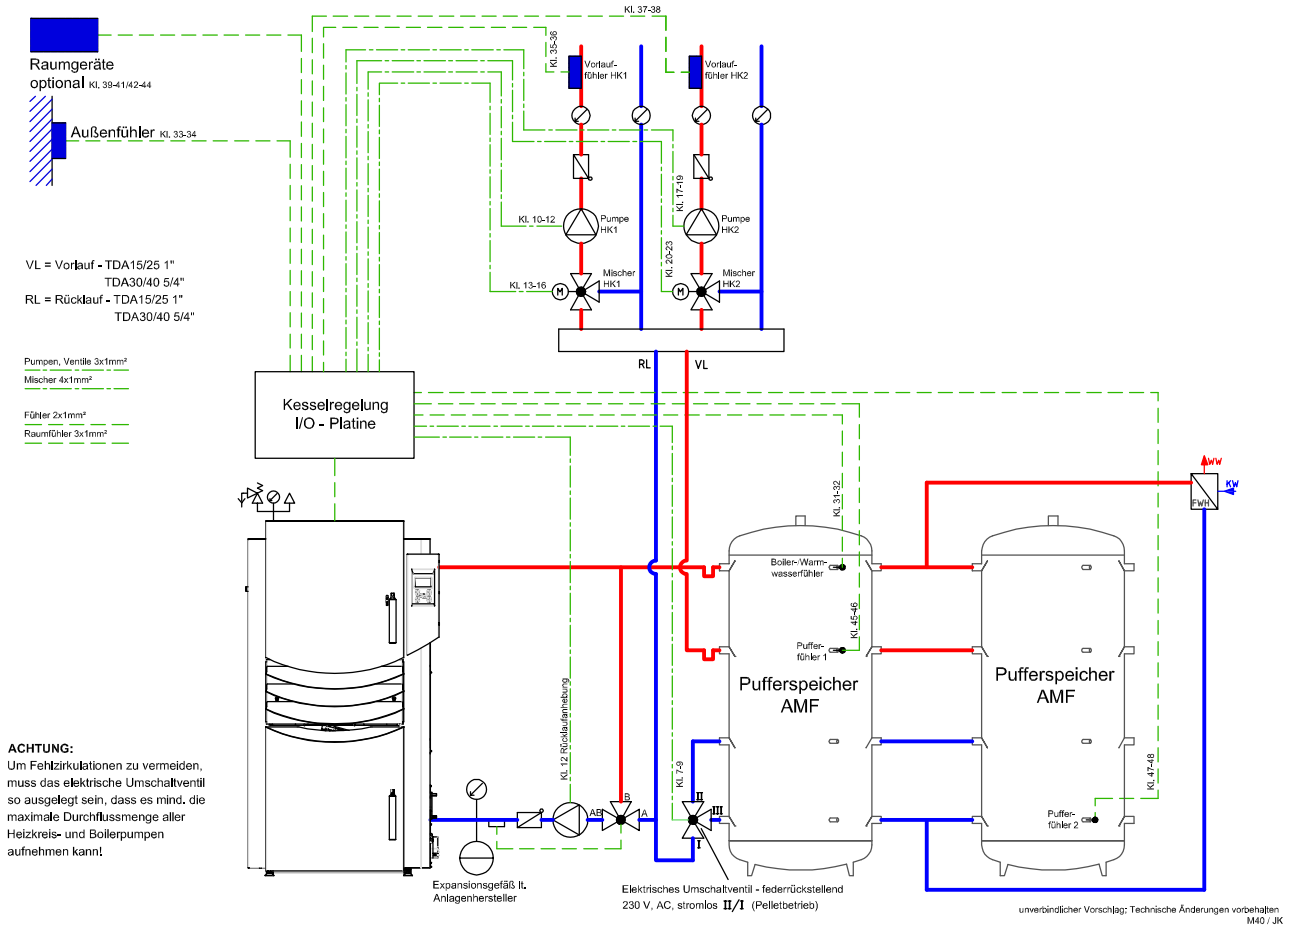 Raumgeräte
optional Kl, 39-41/42-44
Außenfühler Kl. 33-34
VL = Vorlauf - TDA15/25 1"
TDA30/40 5/4"
RL = Rücklauf - TDA15/25 1"
TDA30/40 5/4"
Pumpen, Ventile 3x1mm²
Mischer 4x1mm²
Fühler 2x1mm²
Raumfühler 3x1mm²
Kl. 37-38
Kl. 35-36
Vorlauf-
fühler HK1
Vorlauf-
fühler HK2
Kl. 17-19
Kl. 10-12
Pumpe
HK1
Pumpe
HK2
Kl. 20-23
Kl. 13-16
M
Mischer
HK1
M
Mischer
HK2
RL
VL
Kesselregelung
I/O - Platine
WW
KW
FWH
Kl. 31-32
Boiler-/Warm-
wasserfühler
Kl. 45-46
Puffer-
fühler 1
Pufferspeicher
AMF
Pufferspeicher
AMF
Kl. 47-48
Puffer-
fühler 2
Kl. 12 Rücklaufanhebung
Kl. 7-9
B
AB
A
II
III
I
ACHTUNG:
Um Fehlzirkulationen zu vermeiden,
muss das elektrische Umschaltventil
so ausgelegt sein, dass es mind. die
maximale Durchflussmenge aller
Heizkreis- und Boilerpumpen
aufnehmen kann!
Expansionsgefäß lt.
Anlagenhersteller
Elektrisches Umschaltventil - federrückstellend
230 V, AC, stromlos II/I (Pelletbetrieb)
unverbindlicher Vorschlag; Technische Änderungen vorbehalten
M40 / JK